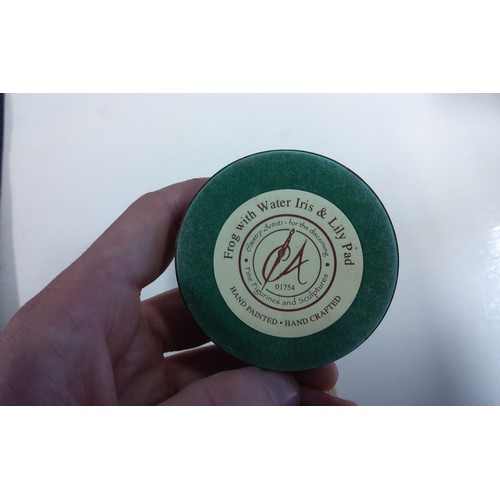 Frog with Water Iris & Lily Pad
Country Artists - for the discerning
CA
01754
• Fine Figurines and Sculptures •
HAND PAINTED • HAND CRAFTED